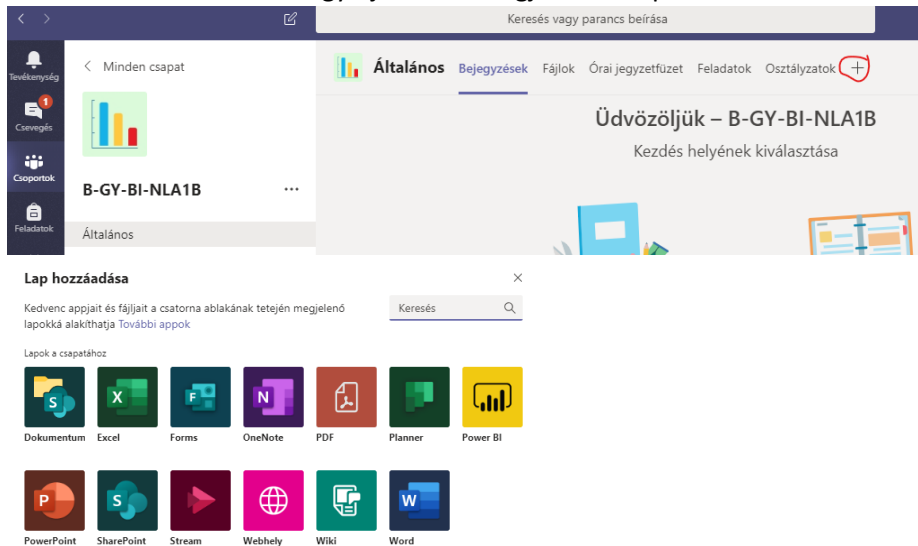 Keresés vagy parancs beírása
Tevékenység
1
Csevegés
Csoportok
Feladatok
Minden csapat
B-GY-BI-NLA1B
...
Általános
Általános Bejegyzések Fájlok Órai jegyzetfüzet Feladatok Osztályzatok +
Üdvözöljük – B-GY-BI-NLA1B
Kezdés helyének kiválasztása
Lap hozzáadása
Kedvenc appjait és fájljait a csatorna ablakának tetején megjelenő
lapokká alakíthatja További appok
Keresés
Lapok a csapatához
Dokumentum Excel Forms OneNote PDF Planner Power BI
PowerPoint SharePoint Stream Webhely Wiki Word